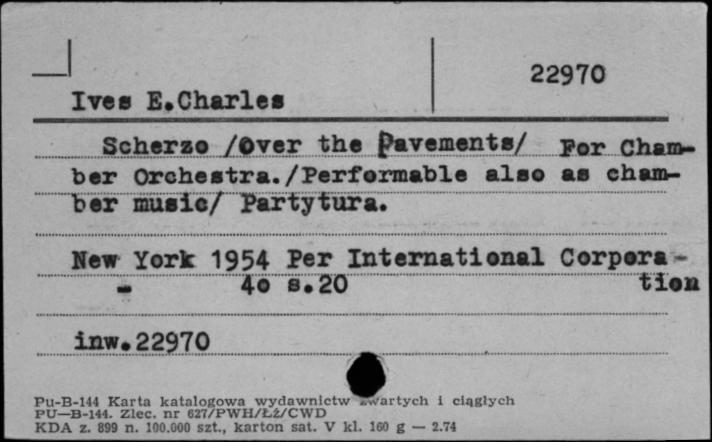 22970
Ives E.Charles
Scherzo /Over the Pavements/ For Cham-
ber Orchestra./Performable also as cham-
ber music/ Partytura.
New York 1954 Per International Corpora-
- 4o s.20 tion
inw.22970
Pu-B-144 Karta katalogowa wydawnictw zwartych i ciągłych
PU—B-144. Zlec. nr 627/PWH/ŁŻ/CWD
KDA z. 899 n. 100.000 szt., karton sat. V kl. 160 g — 2.74